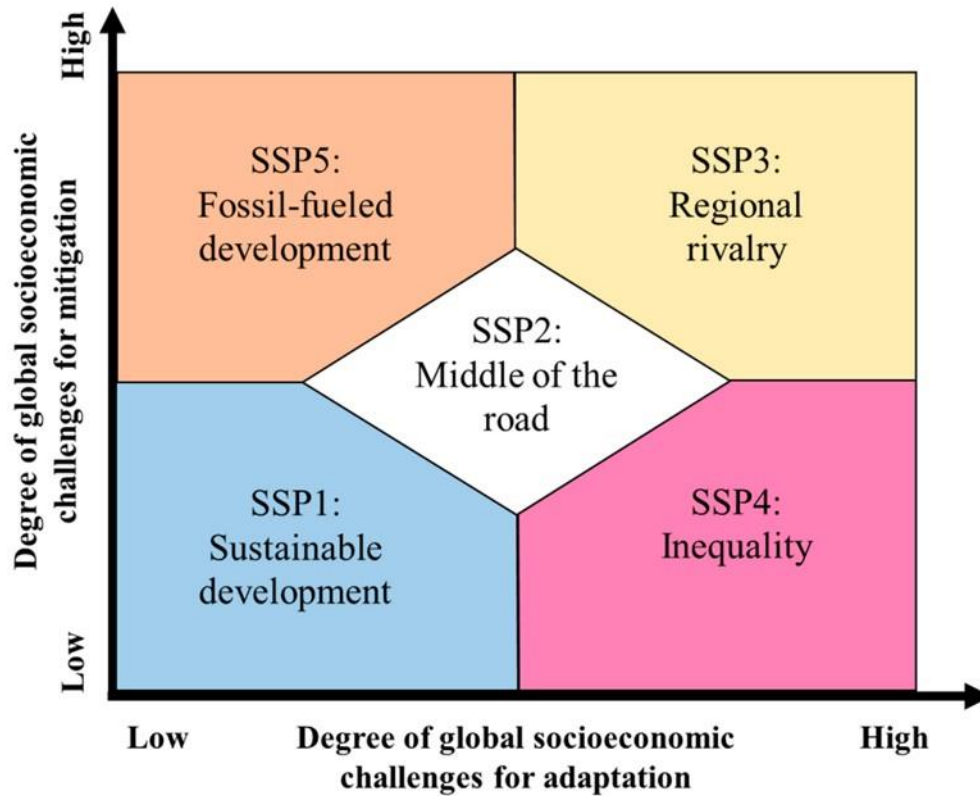 High
Degree of global socioeconomic
challenges for mitigation
Low
SSP5:
Fossil-fueled
development
SSP3:
Regional
rivalry
SSP2:
Middle of the
road
SSP1:
Sustainable
development
SSP4:
Inequality
Low
Degree of global socioeconomic
challenges for adaptation
High